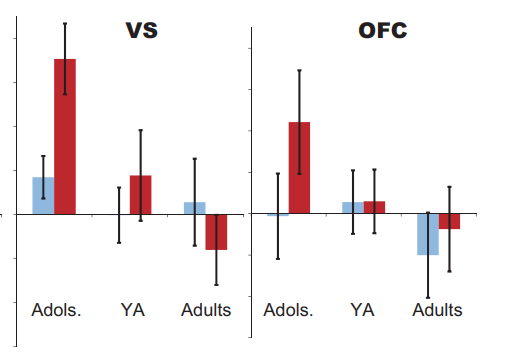 VS
OFC
Adols. YA Adults
Adols. YA Adults